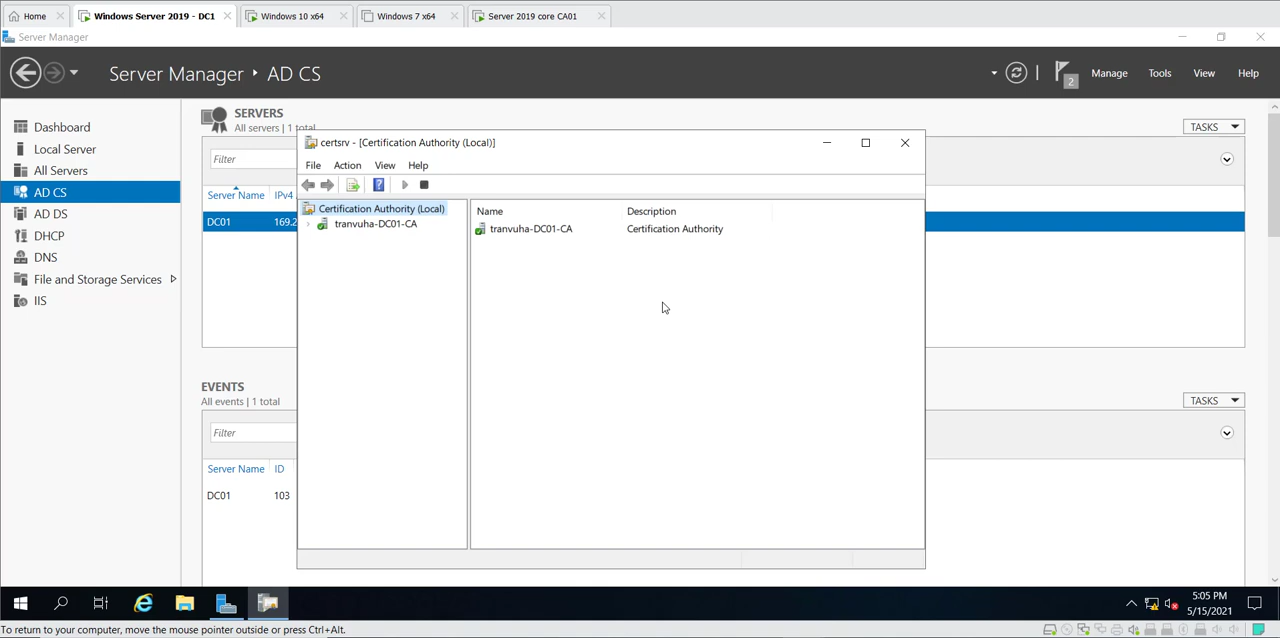 Home
Windows Server 2019 - DC1
Windows 10 x64
Windows 7 x64
Server 2019 core CA01
Server Manager
Server Manager
AD CS
2
Manage
Tools
View
Help
Dashboard
Local Server
All Servers
AD CS
AD DS
DHCP
DNS
File and Storage Services
IIS
SERVERS
All servers | 1 total
TASKS
Filter
Server Name
IPv4
DC01
169.2
certsrv - [Certification Authority (Local)]
File
Action
View
Help
Certification Authority (Local)
tranvuha-DC01-CA
Name
Description
tranvuha-DC01-CA
Certification Authority
EVENTS
All events | 1 total
TASKS
Filter
Server Name
ID
DC01
103
5:05 PM
5/15/2021
To return to your computer, move the mouse pointer outside or press Ctrl+Alt.